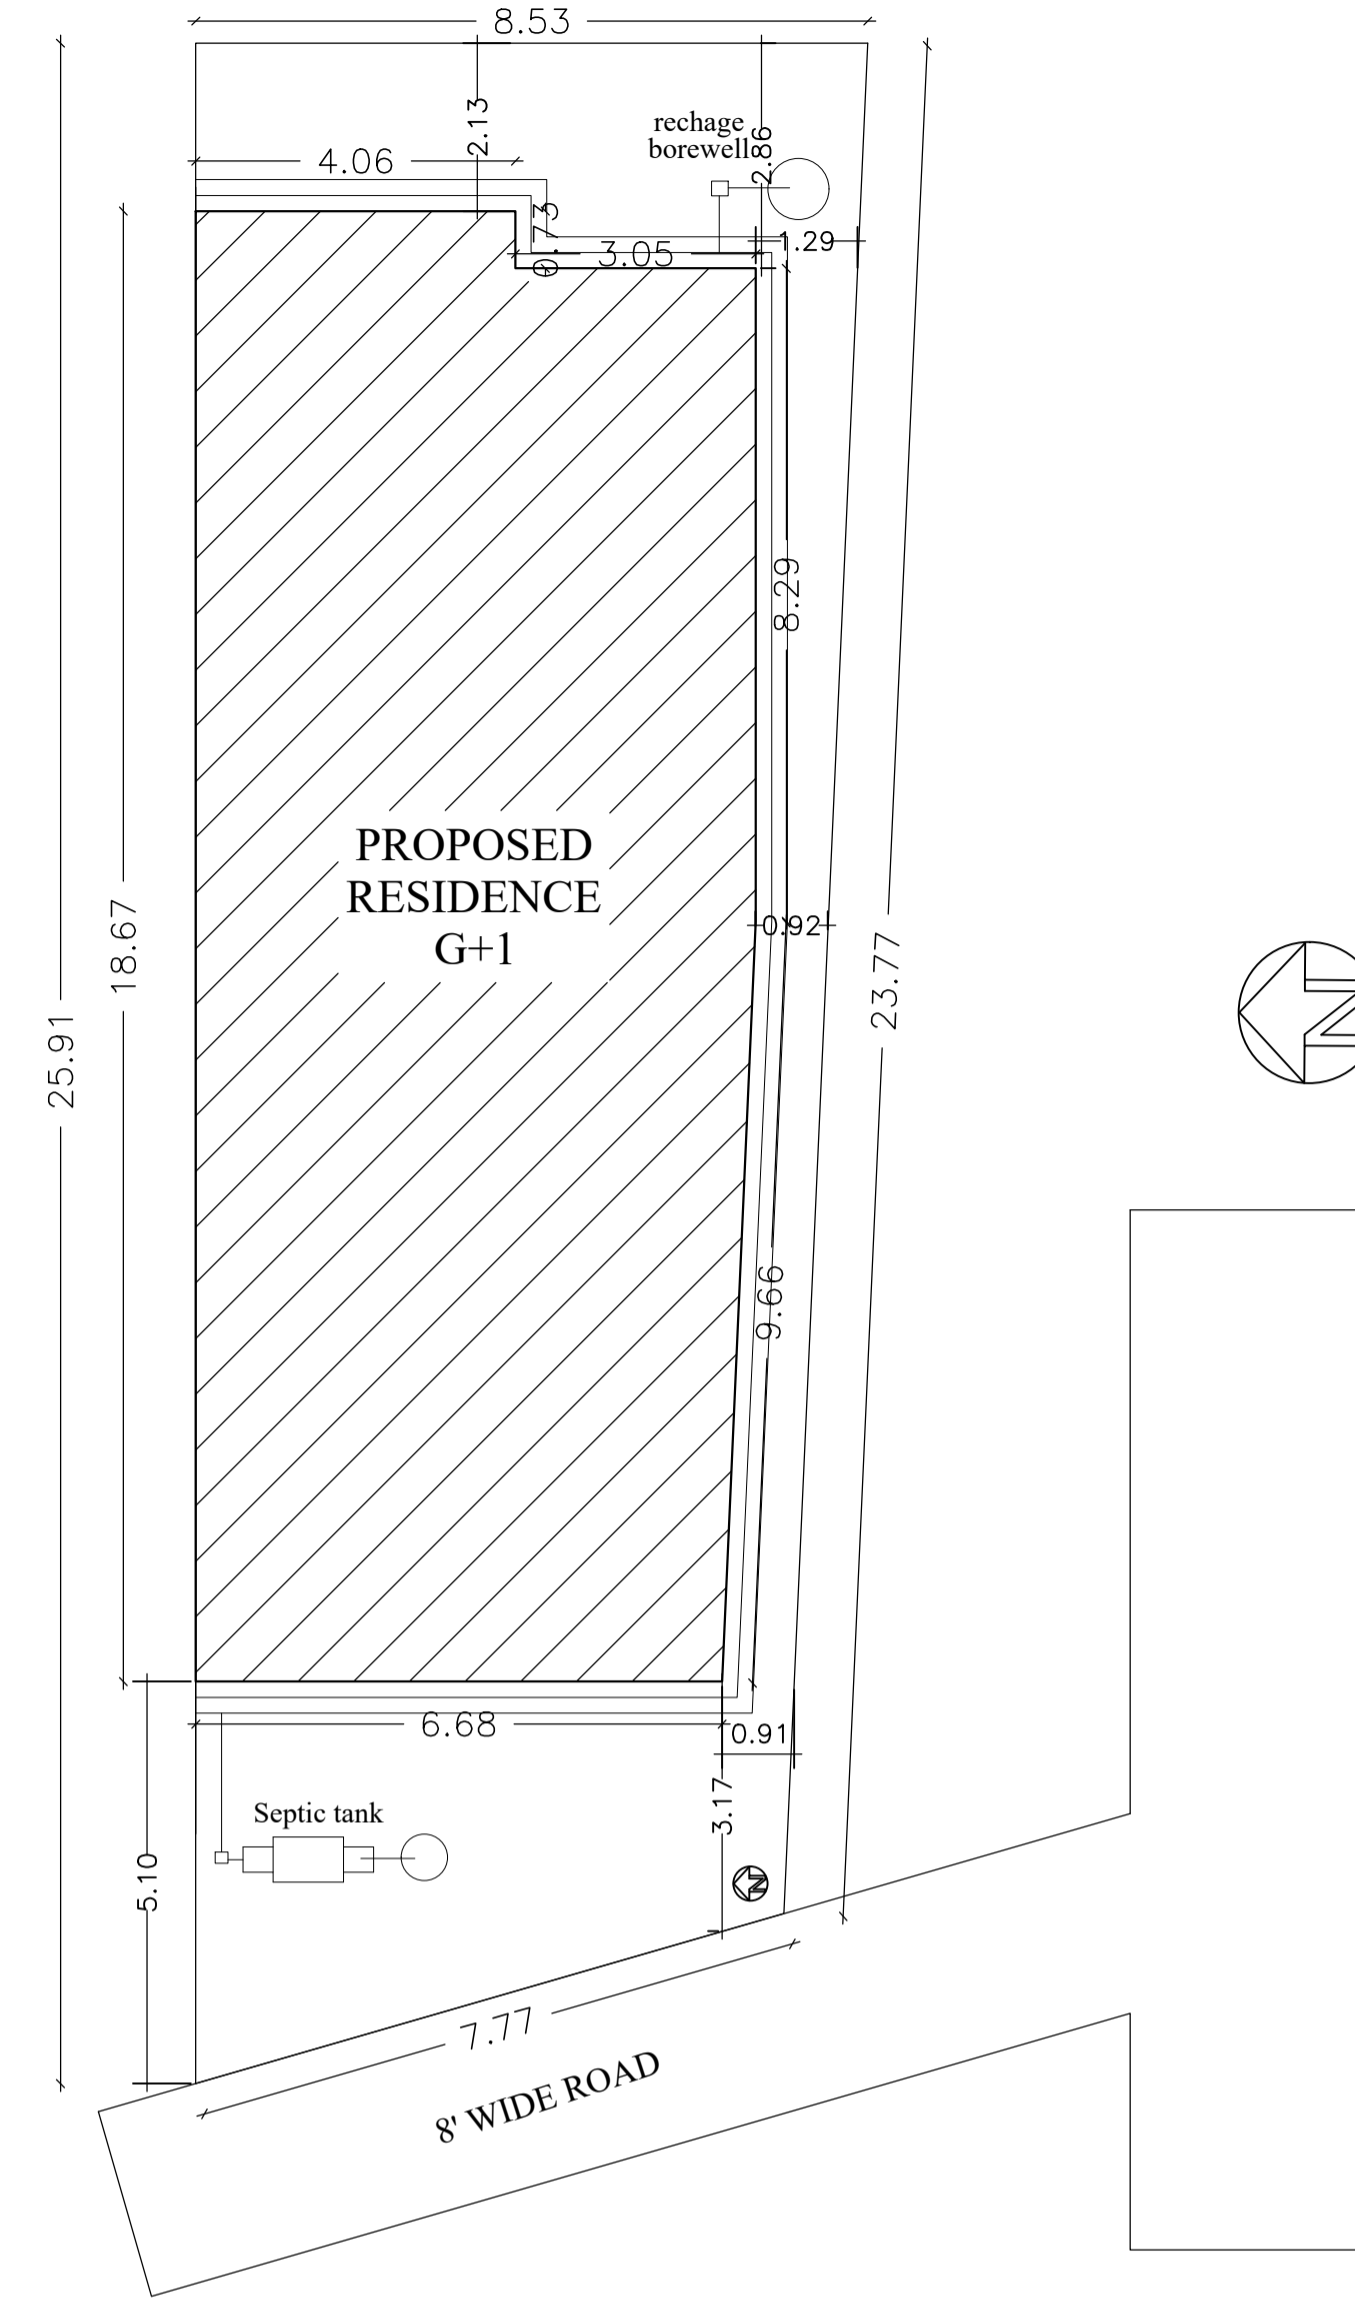 8.53
2.13
rechage
borewell
2.86
4.06
0.73
3.05
1.29
8.29
PROPOSED
RESIDENCE
G+1
0.92
18.67
23.77
25.91
N
9.66
6.68
0.91
3.17
Septic tank
5.10
N
7.77
8' WIDE ROAD